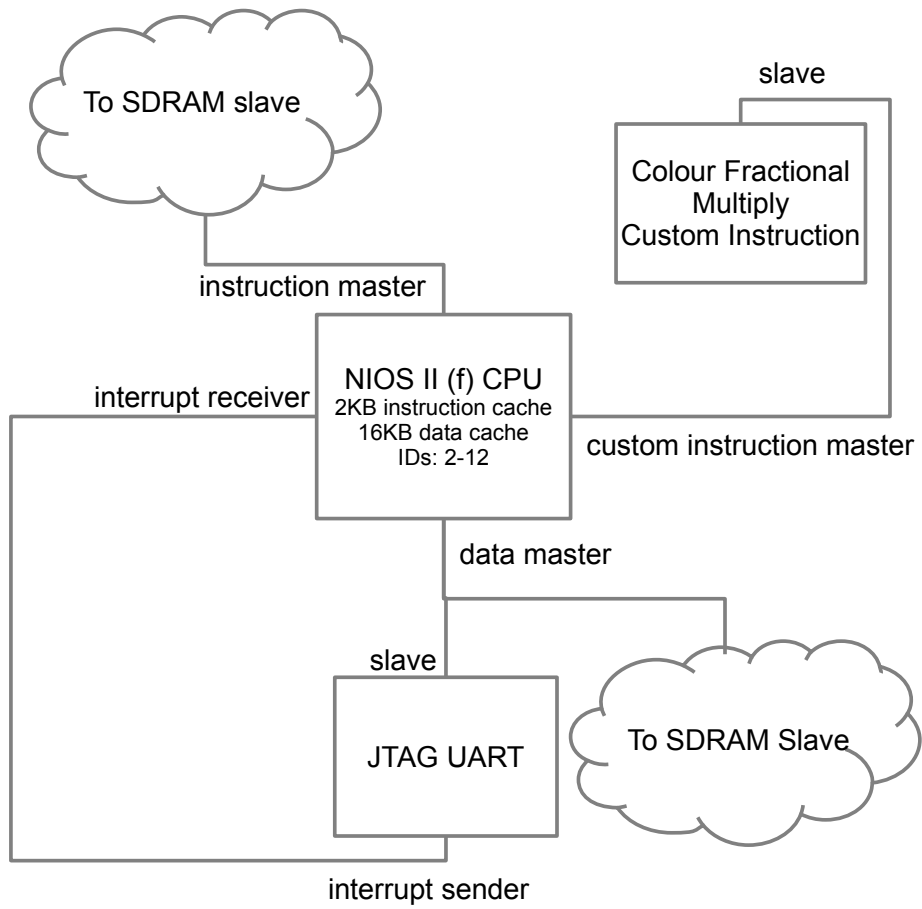 slave
To SDRAM slave
Colour Fractional
Multiply
Custom Instruction
instruction master
NIOS II (f) CPU
2KB instruction cache
16KB data cache
IDs: 2-12
interrupt receiver
custom instruction master
data master
slave
JTAG UART
To SDRAM Slave
interrupt sender